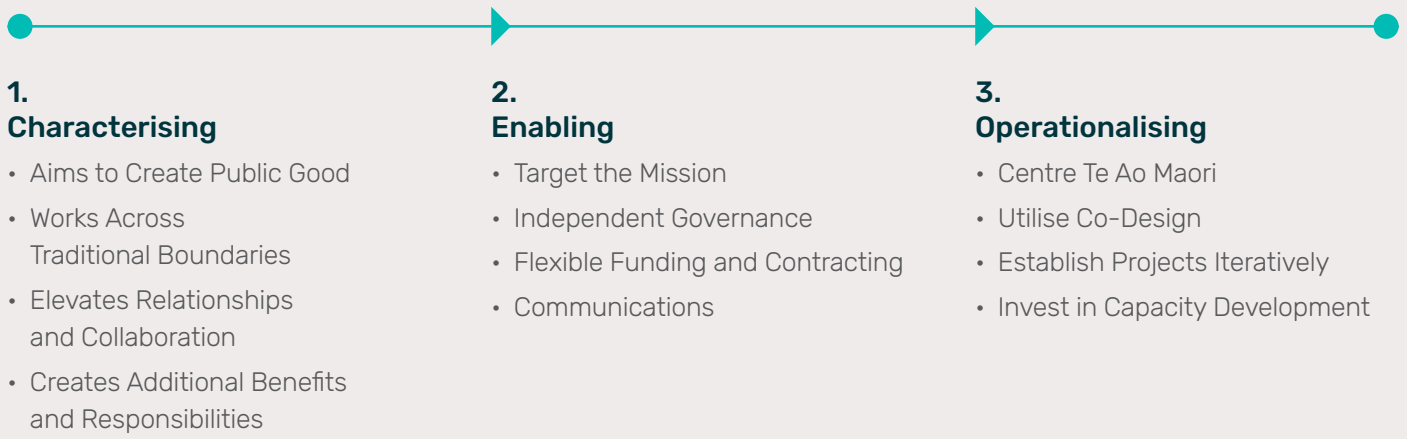 1.
Characterising
• Aims to Create Public Good
• Works Across
Traditional Boundaries
• Elevates Relationships
and Collaboration
• Creates Additional Benefits
and Responsibilities
2.
Enabling
• Target the Mission
• Independent Governance
• Flexible Funding and Contracting
• Communications
3.
Operationalising
• Centre Te Ao Maori
• Utilise Co-Design
• Establish Projects Iteratively
• Invest in Capacity Development